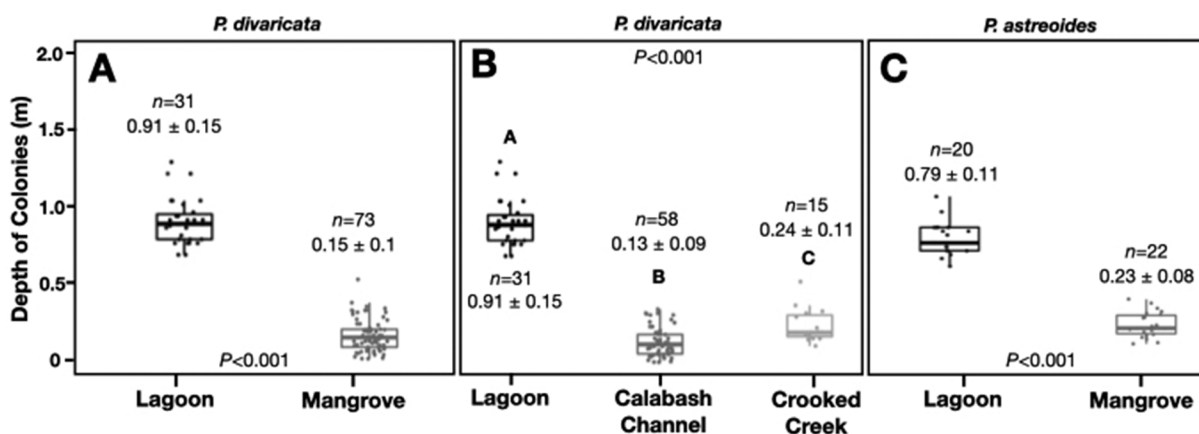 P. divaricata
P. divaricata
P. astreoides
Depth of Colonies (m)
2.0
1.5
1.0
0.5
0
A
n=31
0.91 ± 0.15
n=73
0.15 ± 0.1
P<0.001
Lagoon
Mangrove
B
P<0.001
A
n=31
0.91 ± 0.15
n=58
0.13 ± 0.09
B
n=15
0.24 ± 0.11
C
Lagoon
Calabash
Channel
Crooked
Creek
C
n=20
0.79 ± 0.11
n=22
0.23 ± 0.08
P<0.001
Lagoon
Mangrove